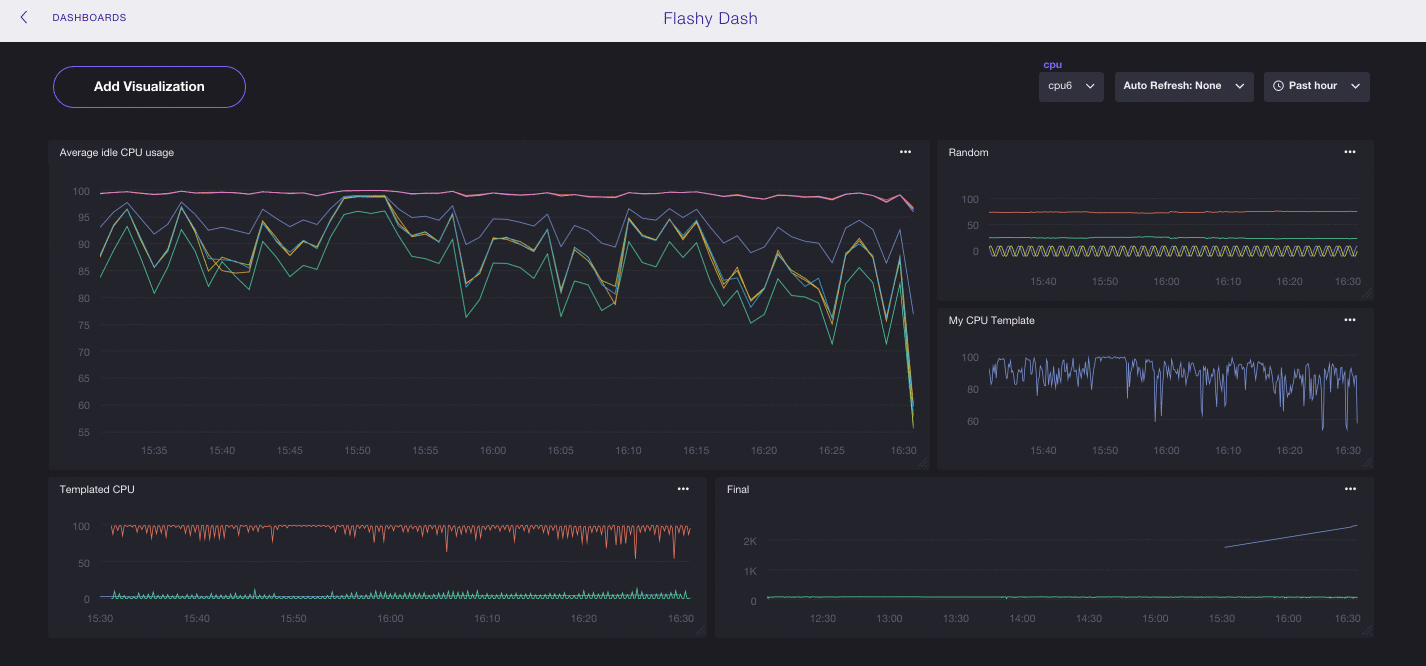 DASHBOARDS
Flashy Dash
Add Visualization
cpu
cpu6
Auto Refresh: None
Past hour
Average idle CPU usage
100
95
90
85
80
75
70
65
60
55
15:35 15:40 15:45 15:50 15:55 16:00 16:05 16:10 16:15 16:20 16:25 16:30
Random
100
50
0
15:40 15:50 16:00 16:10 16:20 16:30
My CPU Template
100
80
60
15:40 15:50 16:00 16:10 16:20 16:30
Templated CPU
100
50
0
15:30 15:40 15:50 16:00 16:10 16:20 16:30
Final
2K
1K
0
12:30 13:00 13:30 14:00 14:30 15:00 15:30 16:00 16:30